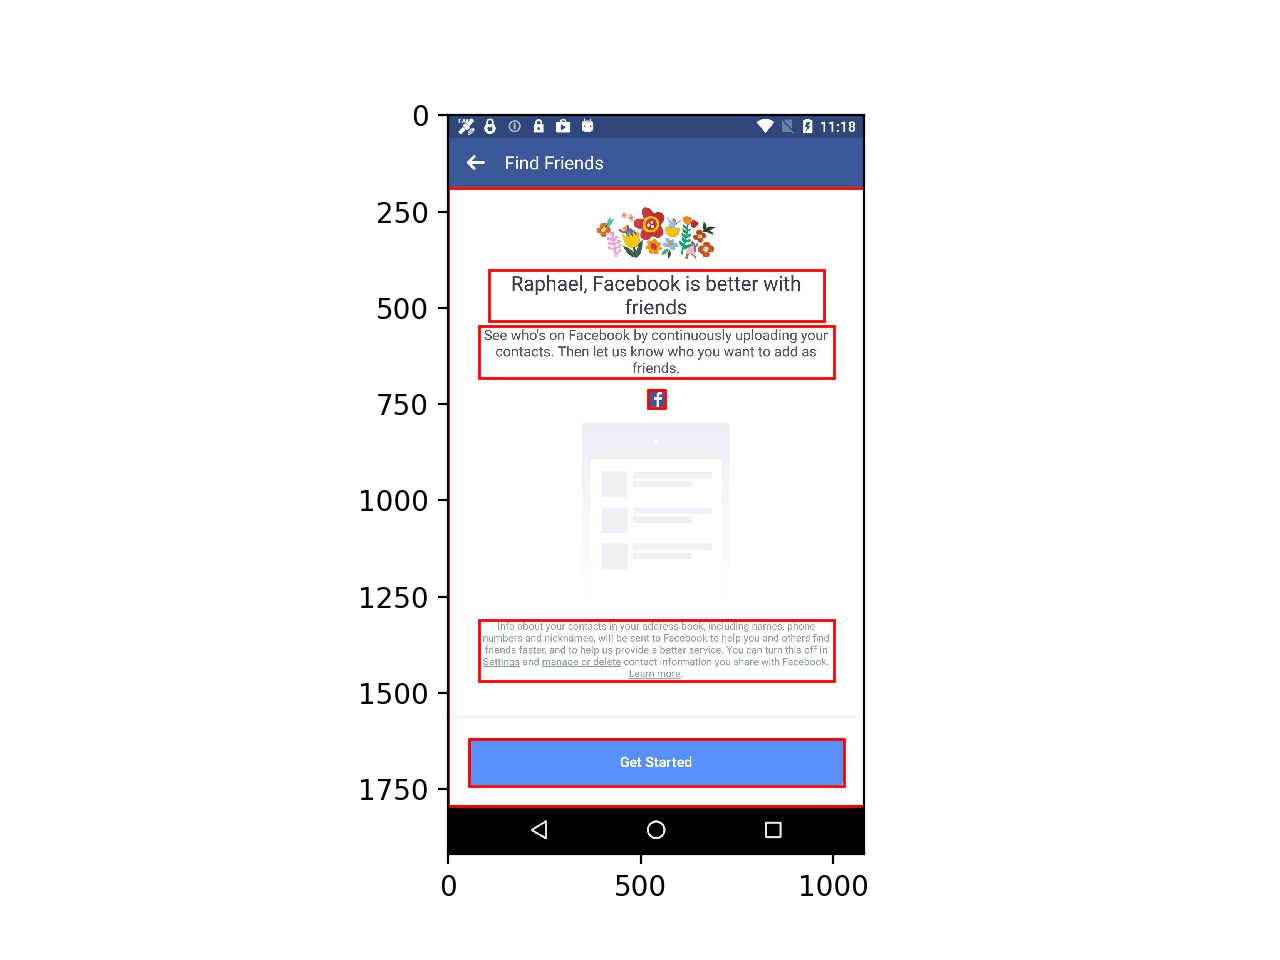 0
250
500
750
1000
1250
1500
1750
11:18
Find Friends
Raphael, Facebook is better with
friends
See who's on Facebook by continuously uploading your
contacts. Then let us know who you want to add as
friends.
f
Info about your contacts in your address book, including names, phone
numbers and nicknames, will be sent to Facebook to help you and others find
friends faster, and to help us provide a better service. You can turn this off in
Settings and manage or delete contact information you share with Facebook.
Learn more.
Get Started
0 500 1000